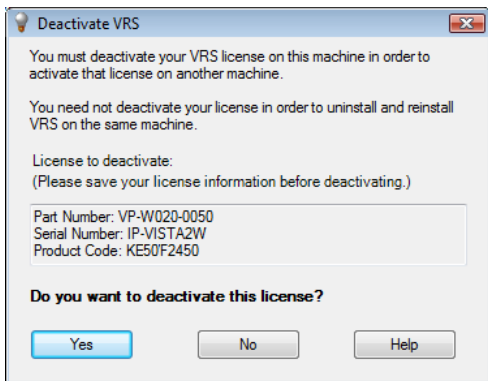 Deactivate VRS
You must deactivate your VRS license on this machine in order to
activate that license on another machine.
You need not deactivate your license in order to uninstall and reinstall
VRS on the same machine.
License to deactivate:
(Please save your license information before deactivating.)
Part Number: VP-W020-0050
Serial Number: IP-VISTA2W
Product Code: KE50'F2450
Do you want to deactivate this license?
Yes No Help